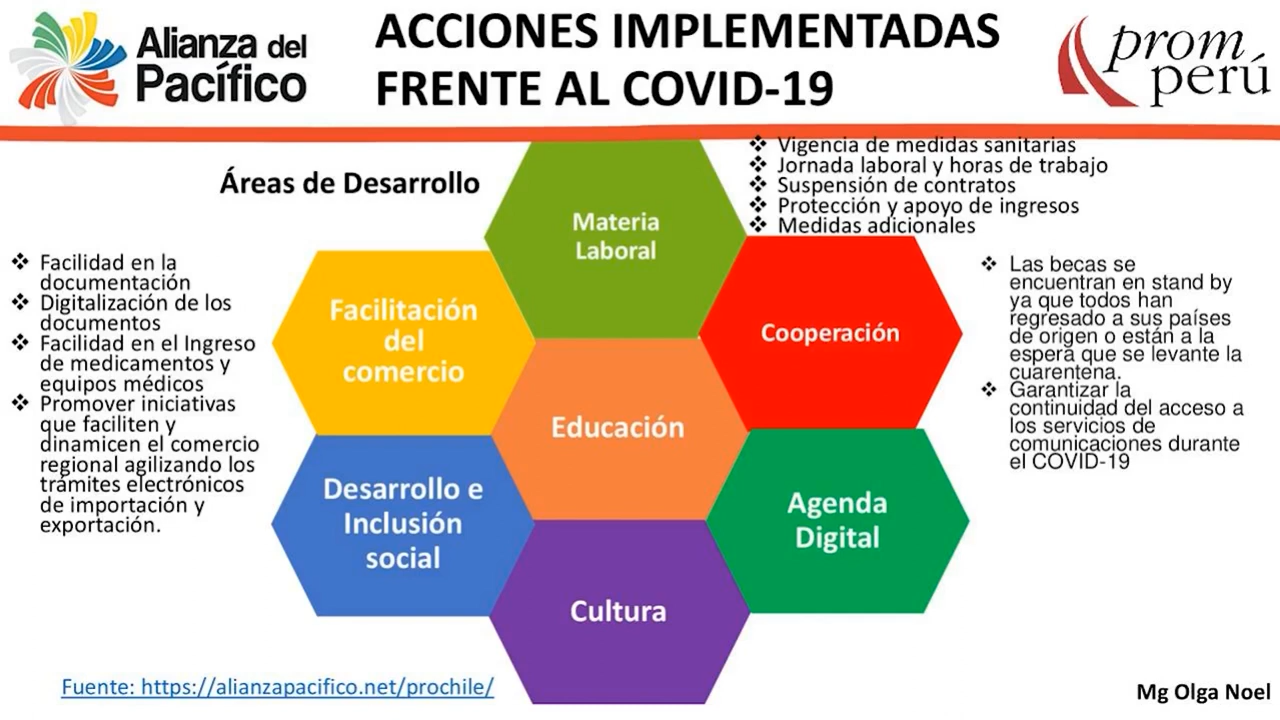 Alianza del
Pacífico
ACCIONES IMPLEMENTADAS
FRENTE AL COVID-19
prom
perú
Áreas de Desarrollo
Materia
Laboral
❖ Vigencia de medidas sanitarias
❖ Jornada laboral y horas de trabajo
❖ Suspensión de contratos
❖ Protección y apoyo de ingresos
❖ Medidas adicionales
❖ Facilidad en la
documentación
❖ Digitalización de los
documentos
❖ Facilidad en el Ingreso
de medicamentos y
equipos médicos
❖ Promover iniciativas
que faciliten y
dinamicen el comercio
regional agilizando los
trámites electrónicos
de importación y
exportación.
Facilitación
del
comercio
Cooperación
❖ Las becas se
encuentran en stand by
ya que todos han
regresado a sus países
de origen o están a la
espera que se levante la
cuarentena.
❖ Garantizar la
continuidad del acceso a
los servicios de
comunicaciones durante
el COVID-19
Educación
Desarrollo e
Inclusión
social
Agenda
Digital
Cultura
Fuente: https://alianzapacifico.net/prochile/
Mg Olga Noel